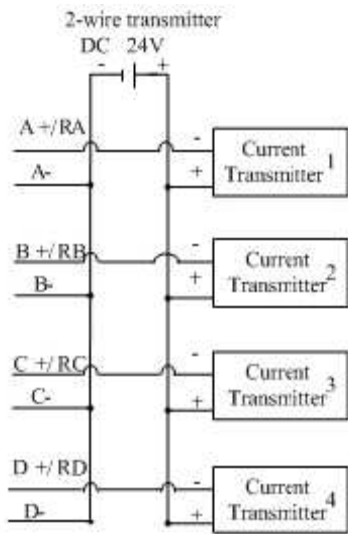 2-wire transmitter
DC 24V
- +
A +/RA
-
Current
Transmitter 1
A-
+
B +/RB
-
Current
Transmitter 2
B-
+
C +/RC
-
Current
Transmitter 3
C-
+
D +/RD
-
Current
Transmitter 4
D-
+